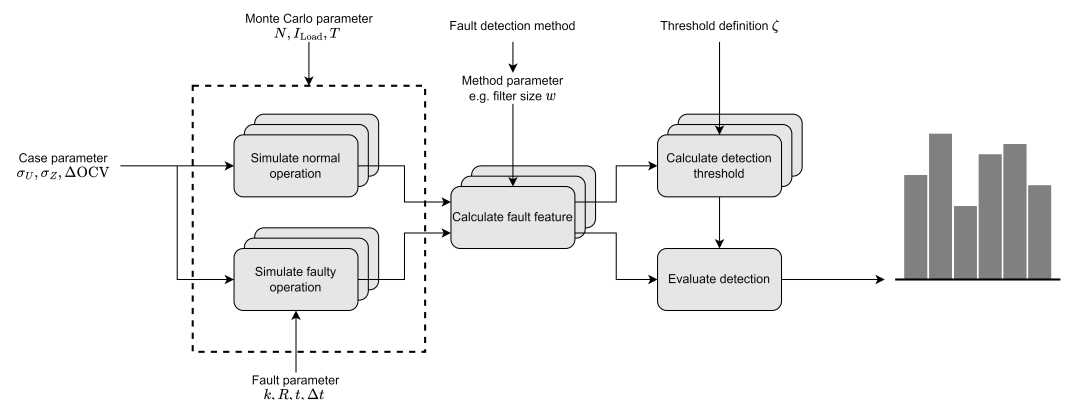 Monte Carlo parameter
N, I_Load, T
Fault detection method
Threshold definition ζ
Method parameter
e.g. filter size w
Case parameter
σ_U, σ_Z, ΔOCV
Simulate normal
operation
Calculate detection
threshold
Calculate fault feature
Simulate faulty
operation
Evaluate detection
Fault parameter
k, R, t, Δt